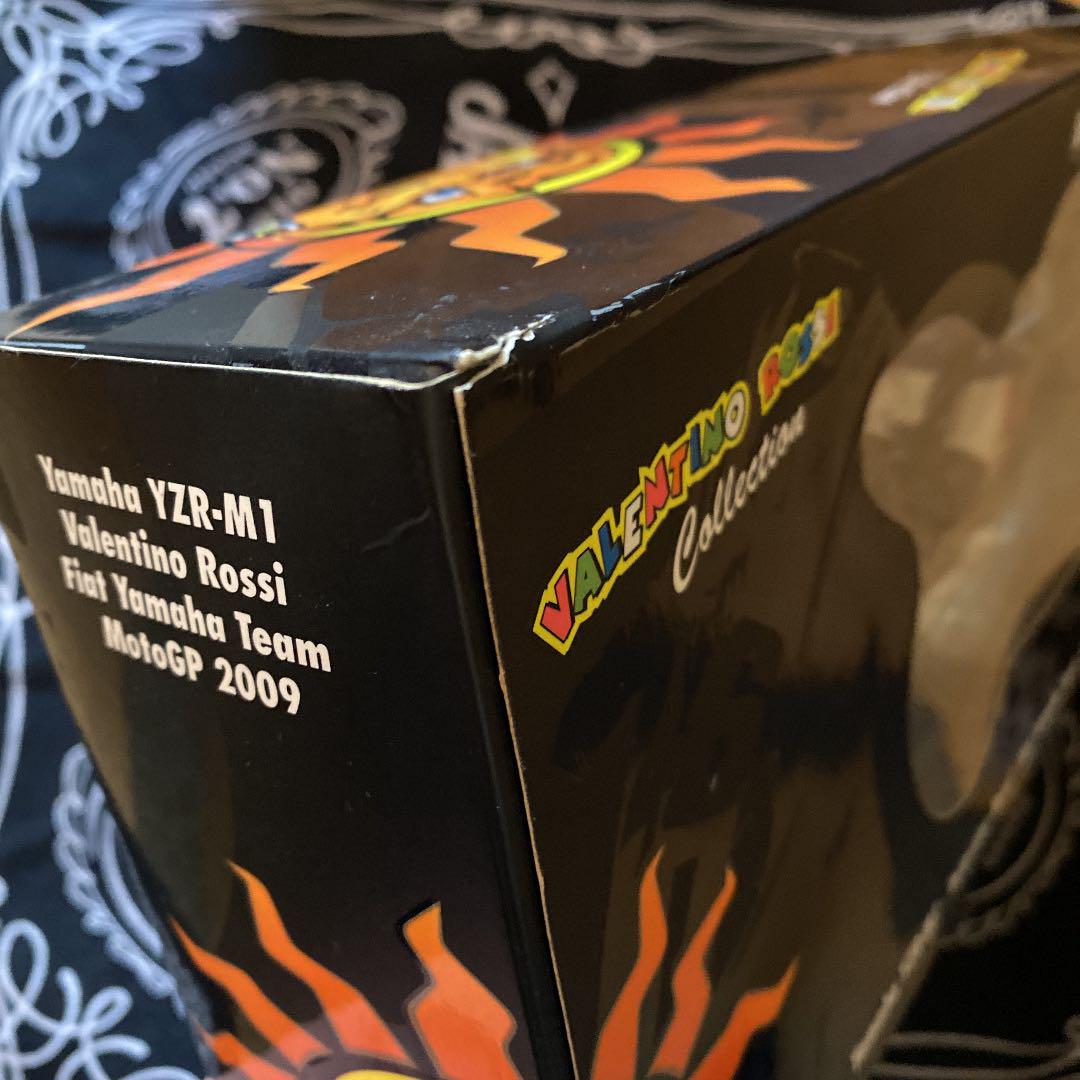 Yamaha YZR-M1
Valentino Rossi
Fiat Yamaha Team
MotoGP 2009
VALENTINO ROSSI
Collection